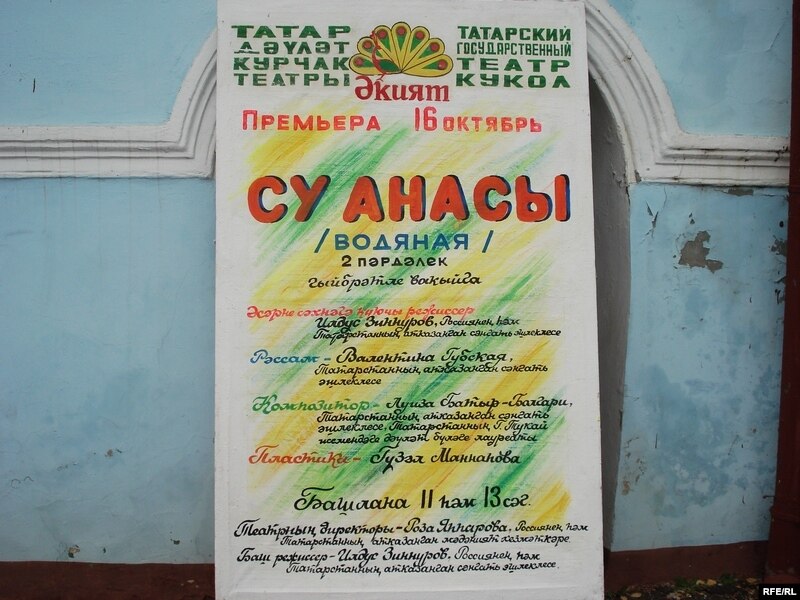 ТАТАР
ДӘҮЛӘТ
КУРЧАК
ТЕАТРЫ
ТАТАРСКИЙ
ГОСУДАРСТВЕННЫЙ
ТЕАТР
КУКОЛ
Әкият
ПРЕМЬЕРА 16 ОКТЯБРЬ
СУ АНАСЫ
/ВОДЯНАЯ/
2 ПӘРДӘЛЕК
гыйбрәтле вакыйга
Әсәрне сәхнәгә куючы режиссер
Илдус Зиннуров, Россиянең һәм
Татарстанның атказанган сәнгать эшлеклесе
Рәссам – Валентина Губская,
Татарстанның атказанган сәнгать
эшлеклесе
Композитор – Луиза Батыр-Болгари,
Татарстанның атказанган сәнгать
эшлеклесе, Татарстанның Г. Тукай
исемендәге дәүләт бүләге лауреаты
Пластика – Гүзәл Маннапова
Башлана 11 һәм 13 сәг.
Театрның директоры – Роза Яппарова, Россиянең һәм
Татарстанның атказанган мәдәният хезмәткәре.
Баш режиссер – Илдус Зиннуров, Россиянең һәм
Татарстанның атказанган сәнгать эшлеклесе.
RFE/RL